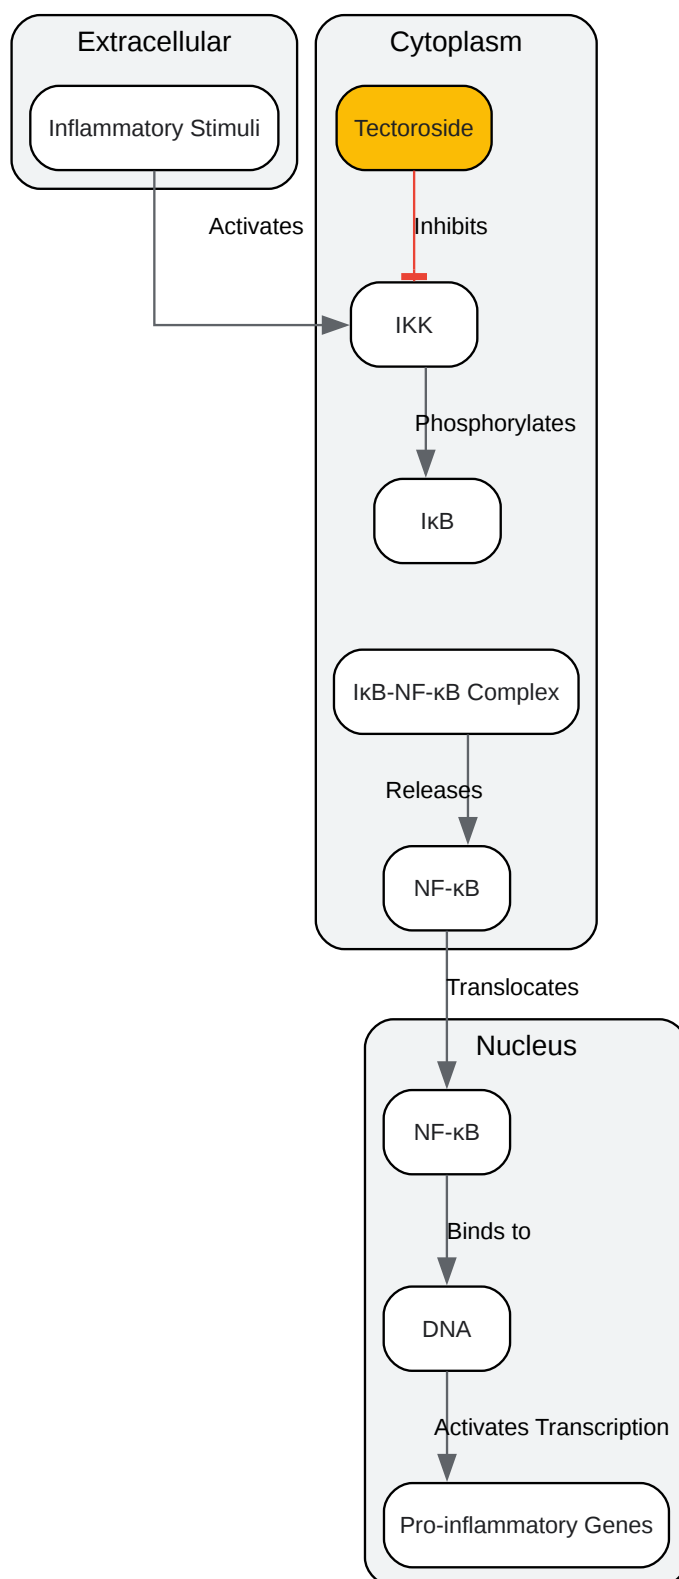 Extracellular
Cytoplasm
Inflammatory Stimuli
Tectoroside
Activates
Inhibits
IKK
Phosphorylates
IκB
IκB-NF-κB Complex
Releases
NF-κB
Translocates
Nucleus
NF-κB
Binds to
DNA
Activates Transcription
Pro-inflammatory Genes